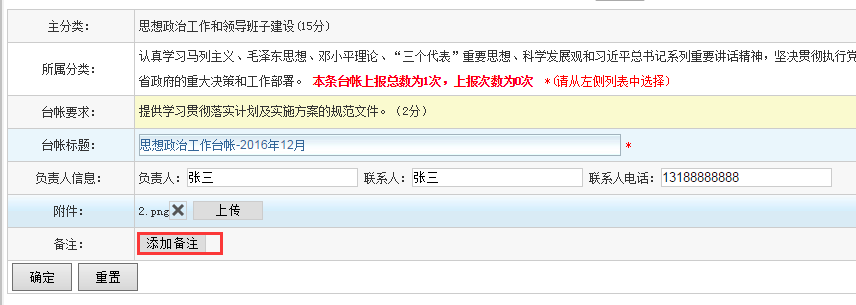 主分类： 思想政治工作和领导班子建设(15分)
所属分类： 认真学习马列主义、毛泽东思想、邓小平理论、“三个代表”重要思想、科学发展观和习近平总书记系列重要讲话精神，坚决贯彻执行党
省政府的重大决策和工作部署。 本条台帐上报总数为1次，上报次数为0次 *(请从左侧列表中选择)
台帐要求： 提供学习贯彻落实计划及实施方案的规范文件。（2分）
台帐标题： 思想政治工作台帐-2016年12月 *
负责人信息： 负责人：张三 联系人：张三 联系人电话：13188888888
附件： 2.png 上传
备注： 添加备注
确定 重置